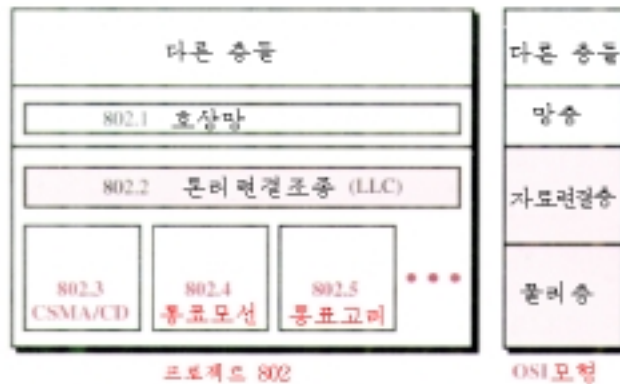 다른 층들
802.1 호상망
802.2 론리련결조종 (LLC)
802.3
CSMA/CD
802.4
통표모선
802.5
통표고리
프로젝트 802
다른 층들
망층
자료련결층
물리층
OSI모형